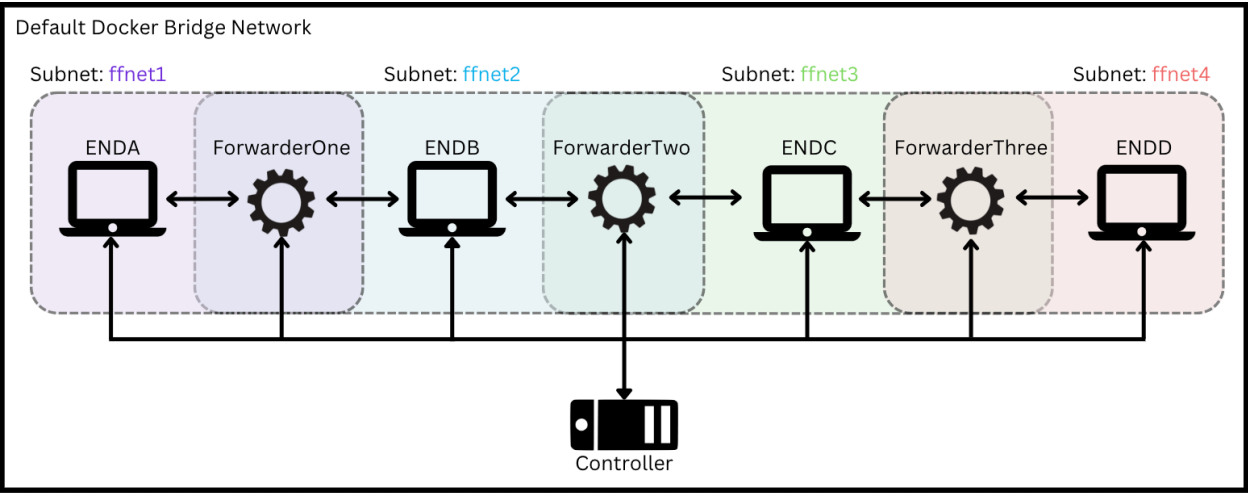 Default Docker Bridge Network
Subnet: ffnet1
Subnet: ffnet2
Subnet: ffnet3
Subnet: ffnet4
ENDA
ForwarderOne
ENDB
ForwarderTwo
ENDC
ForwarderThree
ENDD
Controller